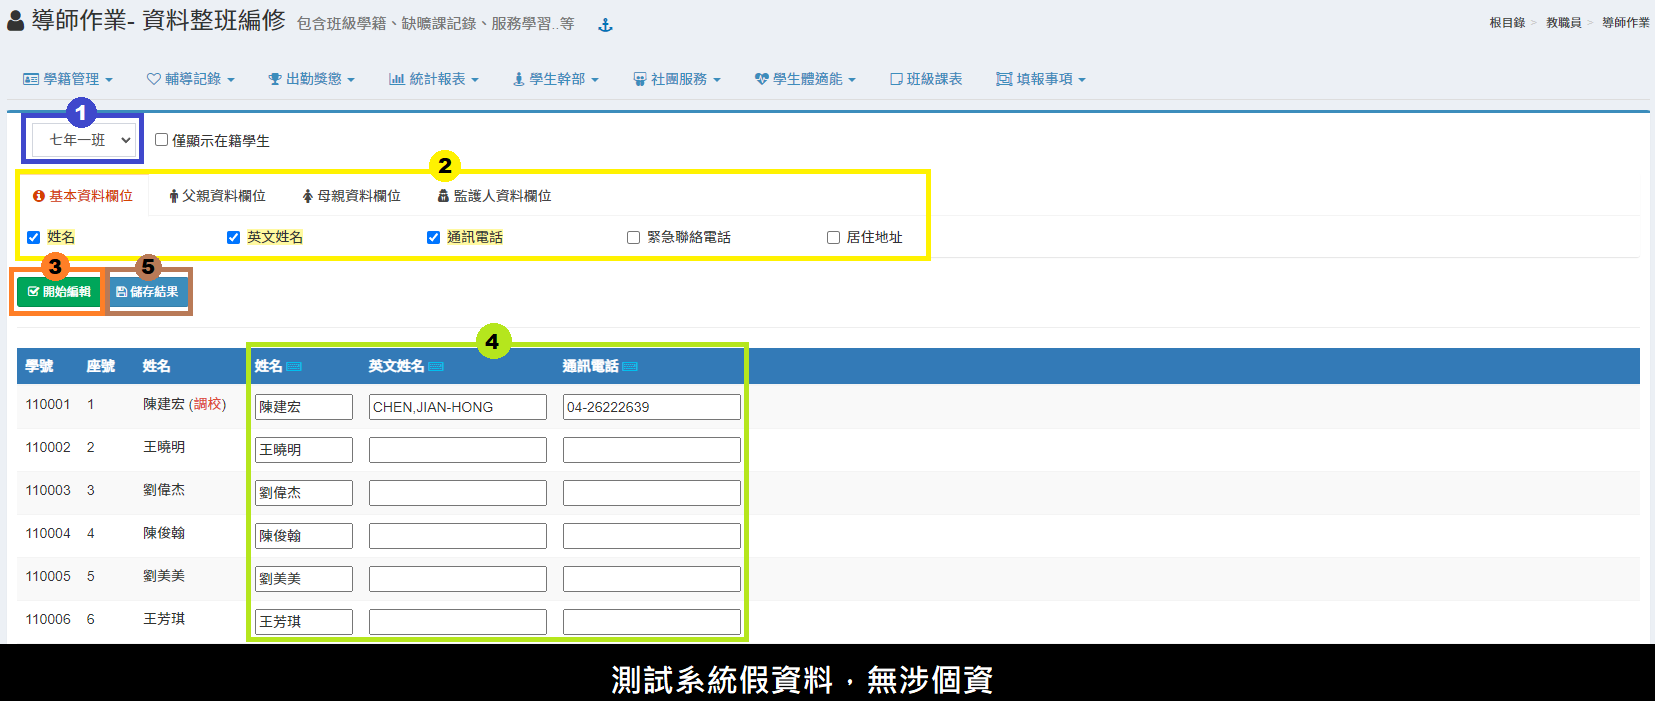 導師作業- 資料整班編修 包含班級學籍、缺曠課記錄、服務學習..等
根目錄 > 教職員 > 導師作業
學籍管理 輔導記錄 出勤獎懲 統計報表 學生幹部 社團服務 學生體適能 班級課表 填報事項
1
七年一班 僅顯示在籍學生
2
基本資料欄位 父親資料欄位 母親資料欄位 監護人資料欄位
姓名 英文姓名 通訊電話 緊急聯絡電話 居住地址
3 5
開始編輯 儲存結果
4
學號 座號 姓名 姓名 英文姓名 通訊電話
110001 1 陳建宏 (調校) 陳建宏 CHEN,JIAN-HONG 04-26222639
110002 2 王曉明 王曉明
110003 3 劉偉杰 劉偉杰
110004 4 陳俊翰 陳俊翰
110005 5 劉美美 劉美美
110006 6 王芳琪 王芳琪
測試系統假資料，無涉個資